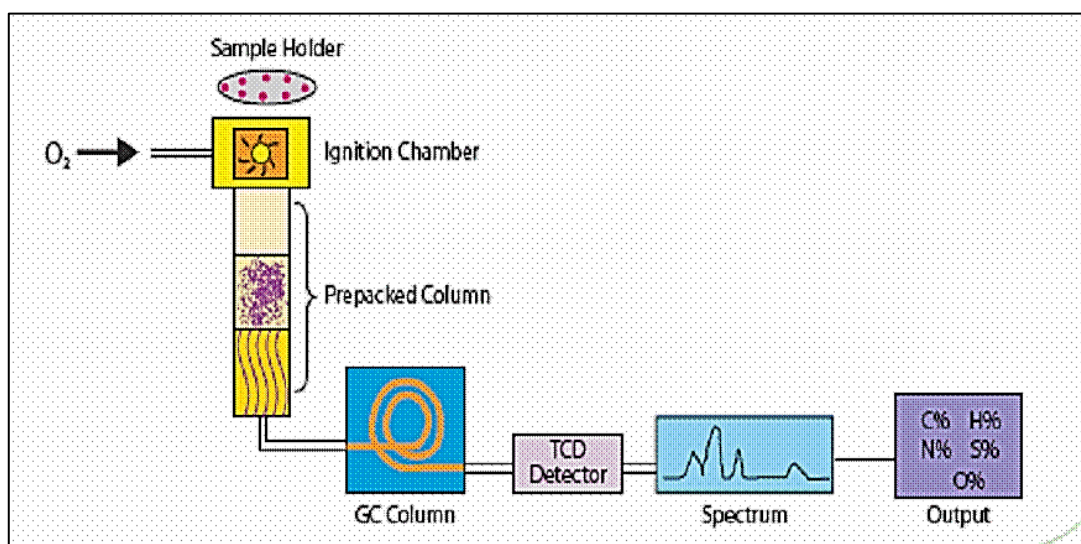 Sample Holder
O₂
Ignition Chamber
Prepacked Column
GC Column
TCD
Detector
Spectrum
C% H%
N% S%
O%
Output